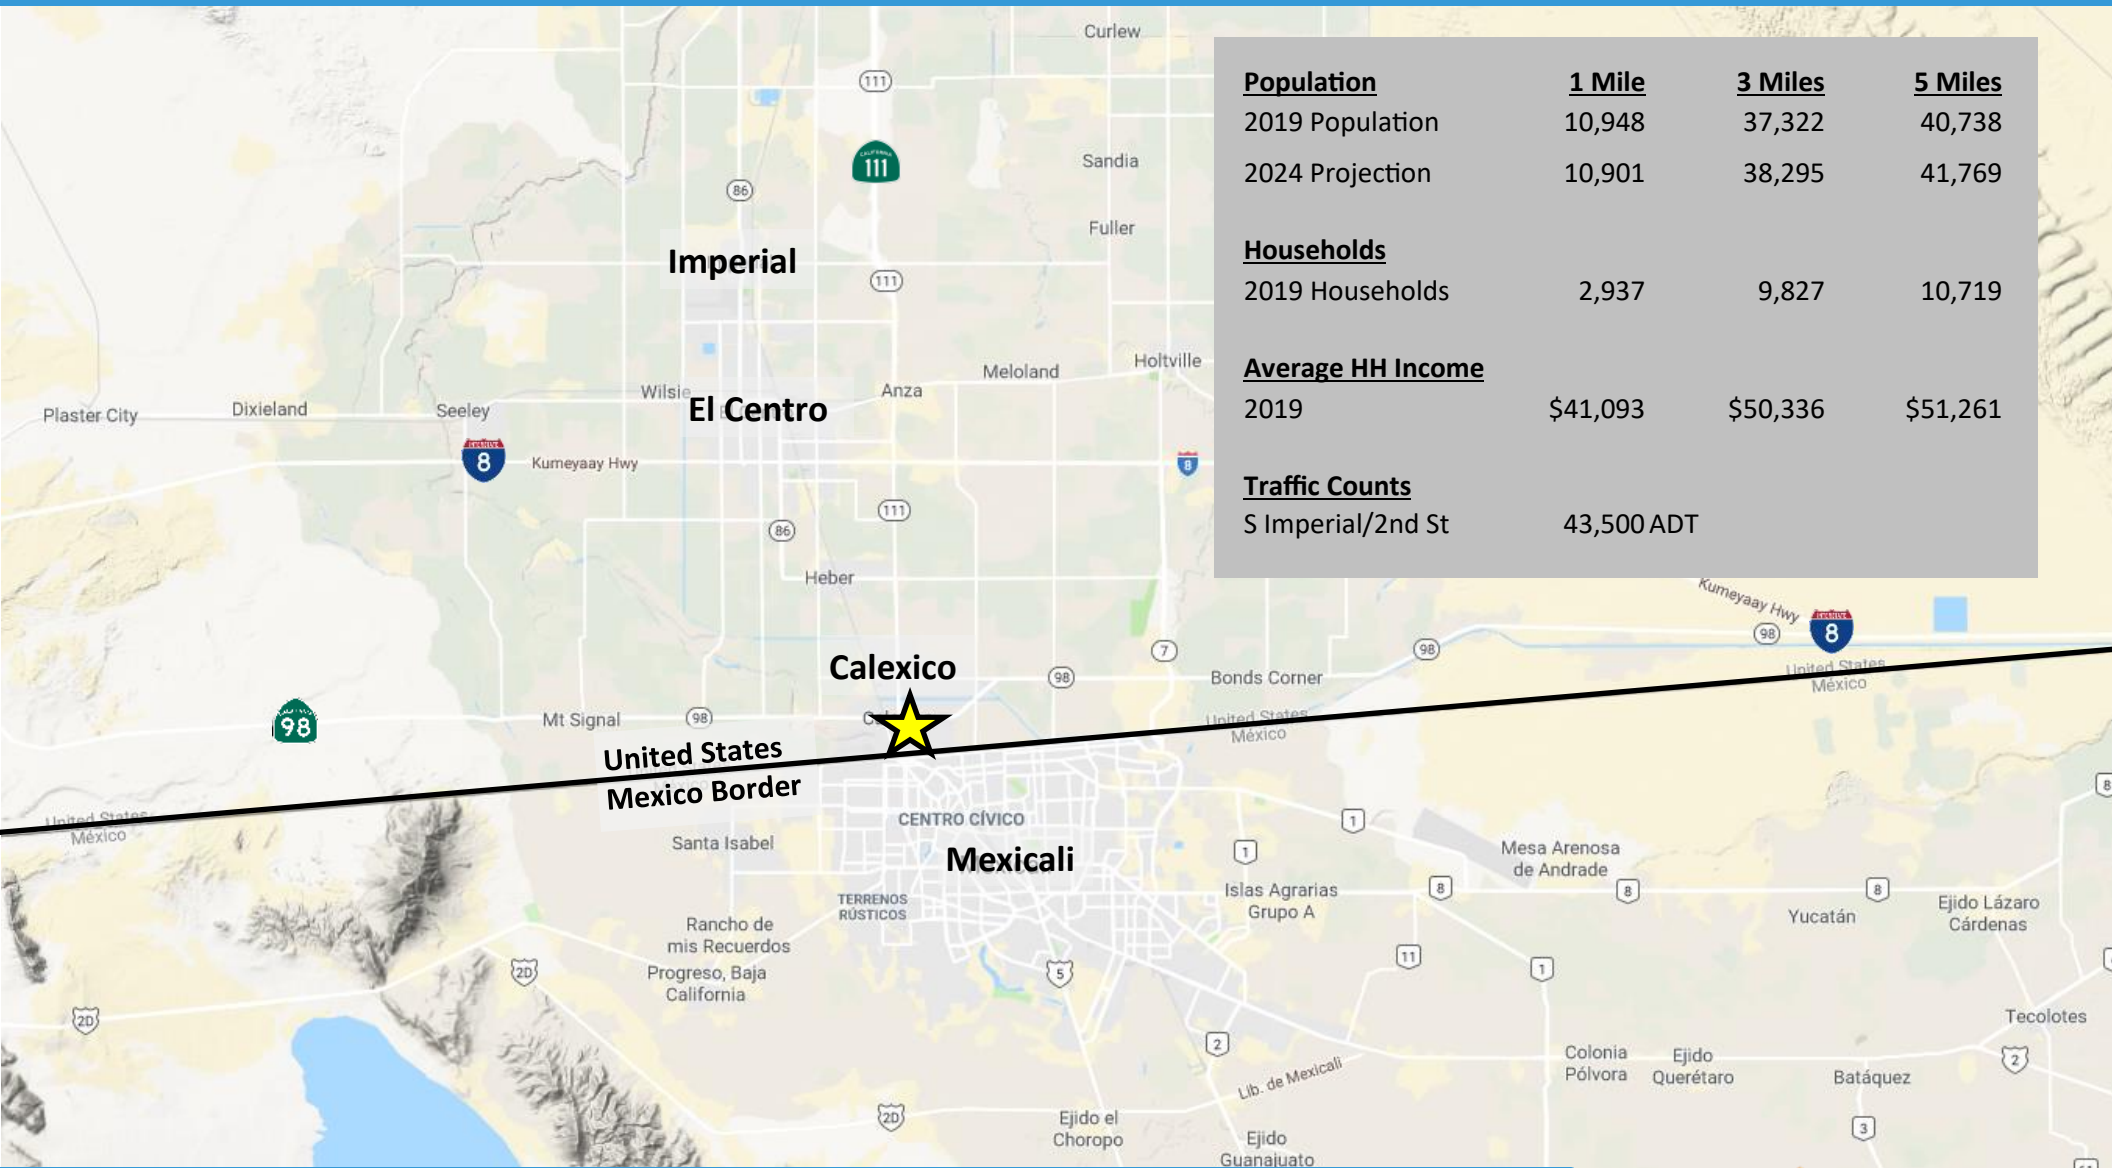 Curlew
Population 1 Mile 3 Miles 5 Miles
2019 Population 10,948 37,322 40,738
2024 Projection 10,901 38,295 41,769
Households
2019 Households 2,937 9,827 10,719
Average HH Income
2019 $41,093 $50,336 $51,261
Traffic Counts
S Imperial/2nd St 43,500 ADT
111
CALIFORNIA
111
Sandia
86
Fuller
Imperial
111
Holtville
Meloland
Wilsie
Anza
Plaster City
Dixieland
Seeley
El Centro
8
Kumeyaay Hwy
8
111
86
Heber
Kumeyaay Hwy
98
8
7
98
Calexico
98
Bonds Corner
United States
México
98
Mt Signal
98
United States
México
United States
Mexico Border
United States
México
CENTRO CÍVICO
1
8
Santa Isabel
Mexicali
1
Mesa Arenosa
de Andrade
Islas Agrarias
Grupo A
8
8
8
TERRENOS
RÚSTICOS
Yucatán
Ejido Lázaro
Cárdenas
Rancho de
mis Recuerdos
Progreso, Baja
California
2D
5
11
1
2D
Tecolotes
2
Lib. de Mexicali
Colonia
Pólvora
Ejido
Querétaro
Batáquez
2
2D
Ejido el
Choropo
Ejido
Guanajuato
3